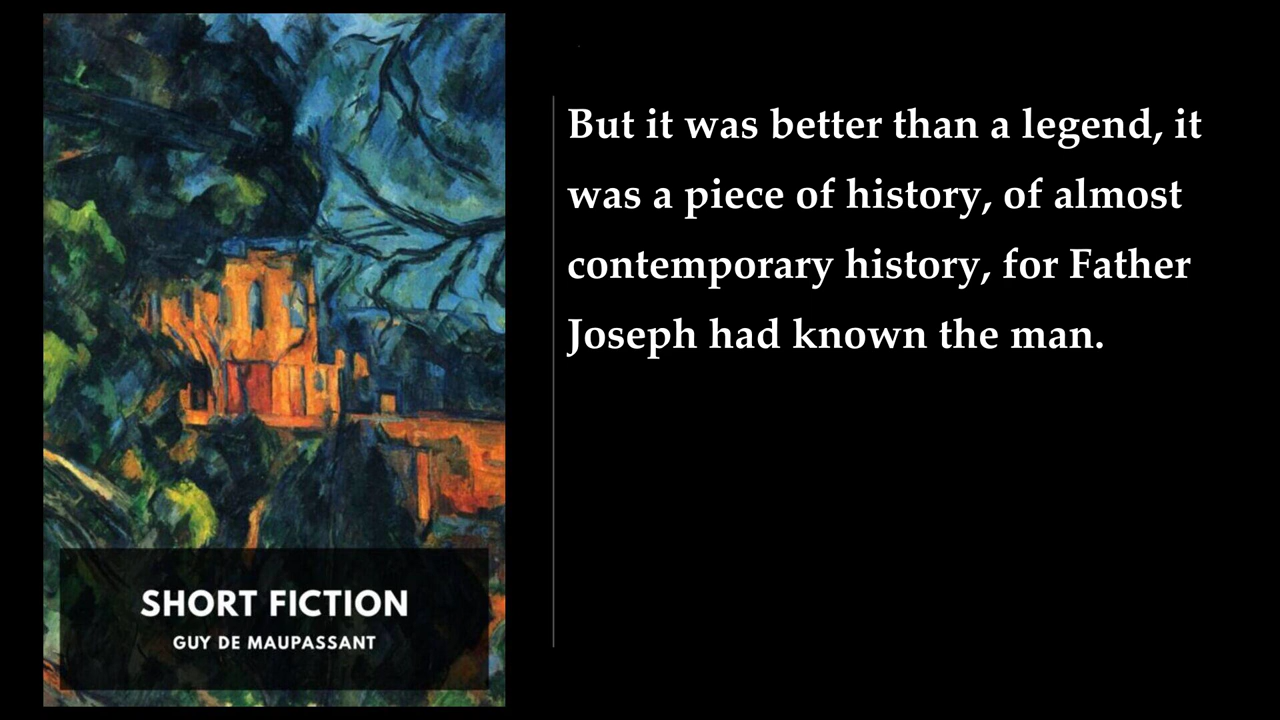 But it was better than a legend, it
was a piece of history, of almost
contemporary history, for Father
Joseph had known the man.
SHORT FICTION
GUY DE MAUPASSANT